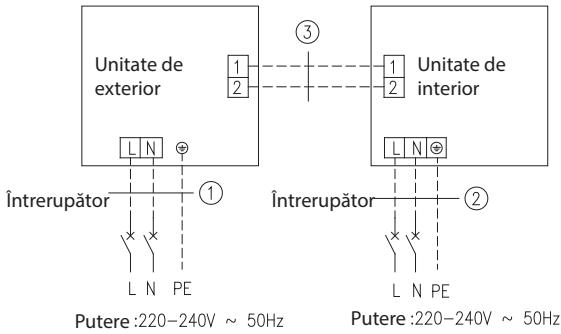 ③
Unitate de
exterior
1
2
1
2
Unitate de
interior
L N ⏚
L N ⏚
Întrerupător ①
Întrerupător ②
L N PE
L N PE
Putere :220-240V ~ 50Hz
Putere :220-240V ~ 50Hz